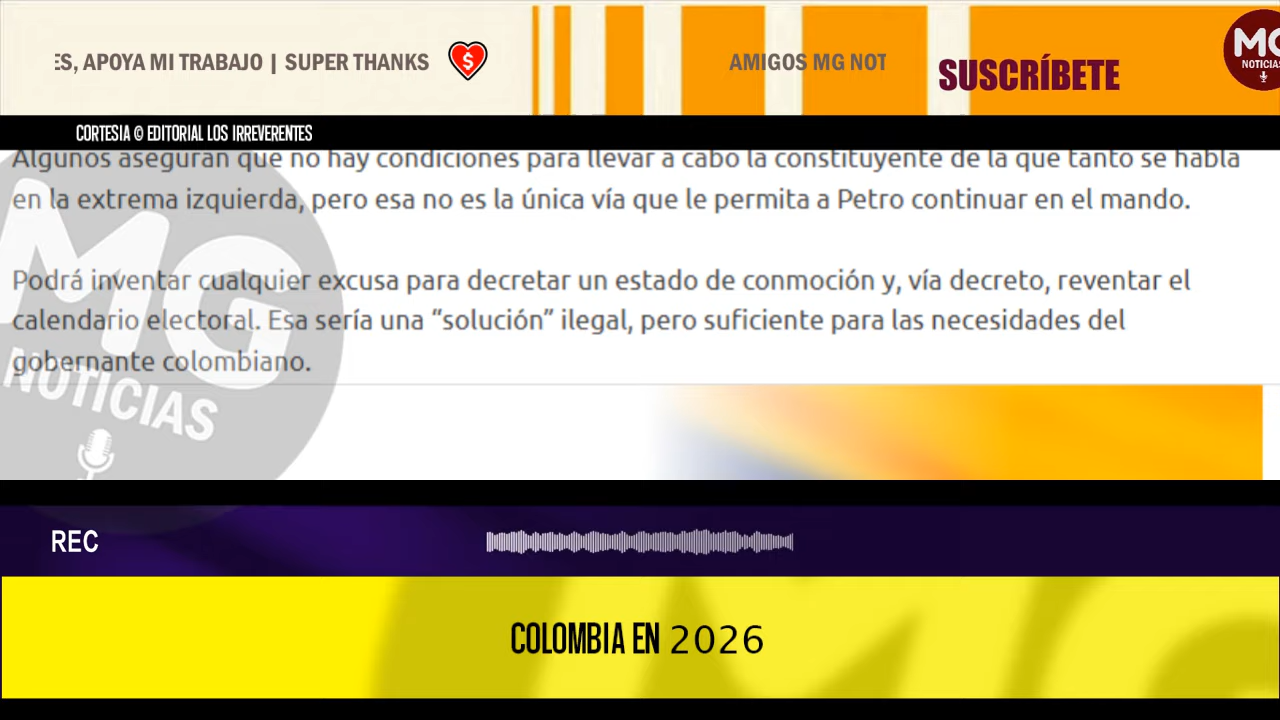 ES, APOYA MI TRABAJO | SUPER THANKS
AMIGOS MG NOT
SUSCRÍBETE
MG
NOTICIAS
CORTESIA © EDITORIAL LOS IRREVERENTES
Algunos aseguran que no hay condiciones para llevar a cabo la constituyente de la que tanto se habla
en la extrema izquierda, pero esa no es la única vía que le permita a Petro continuar en el mando.
Podrá inventar cualquier excusa para decretar un estado de conmoción y, vía decreto, reventar el
calendario electoral. Esa sería una “solución” ilegal, pero suficiente para las necesidades del
gobernante colombiano.
MG
NOTICIAS
REC
COLOMBIA EN 2026